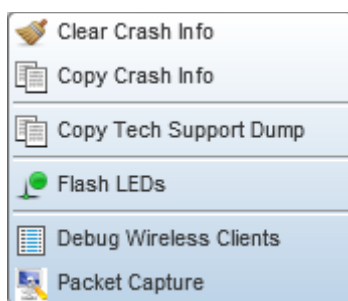 Clear Crash Info
Copy Crash Info
Copy Tech Support Dump
Flash LEDs
Debug Wireless Clients
Packet Capture